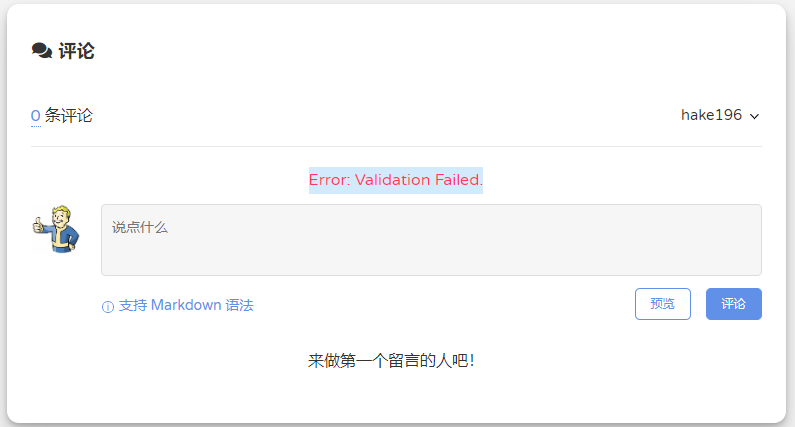 评论
0 条评论
hake196
Error: Validation Failed.
说点什么
支持 Markdown 语法
预览
评论
来做第一个留言的人吧！